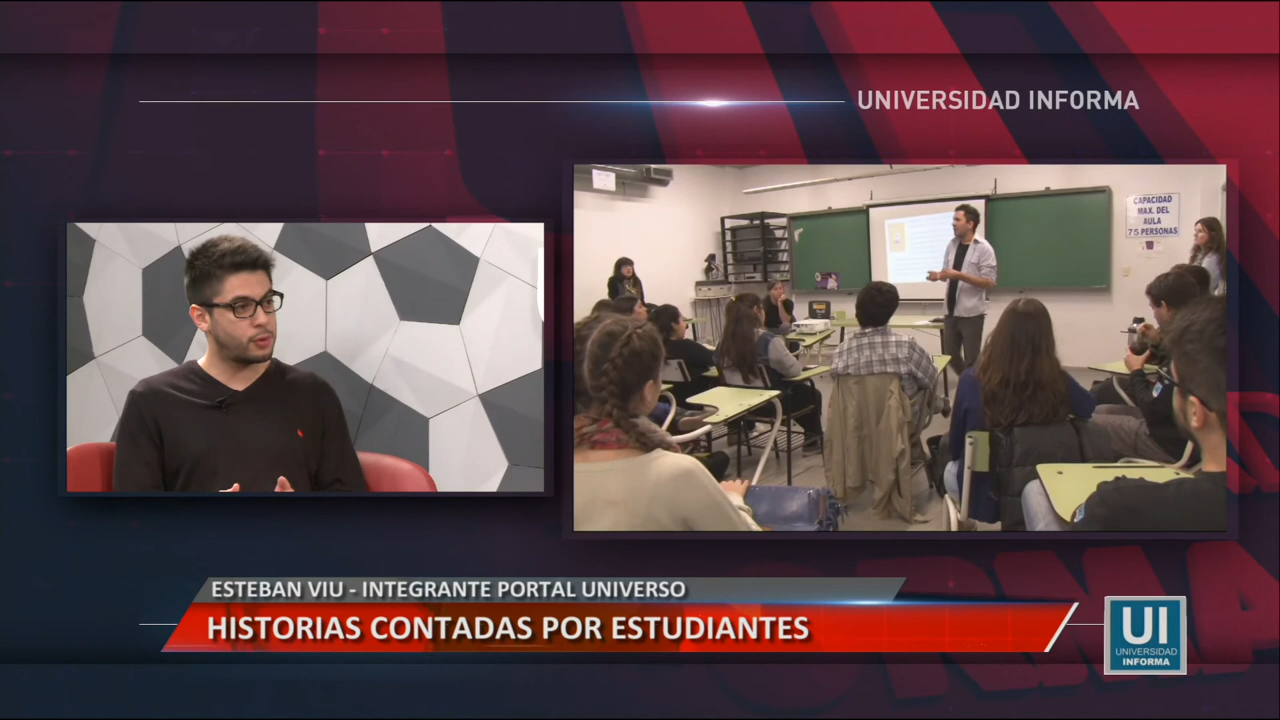 UNIVERSIDAD INFORMA
CAPACIDAD
MAX. DEL
AULA
75 PERSONAS
ESTEBAN VIU - INTEGRANTE PORTAL UNIVERSO
HISTORIAS CONTADAS POR ESTUDIANTES
UI
UNIVERSIDAD
INFORMA